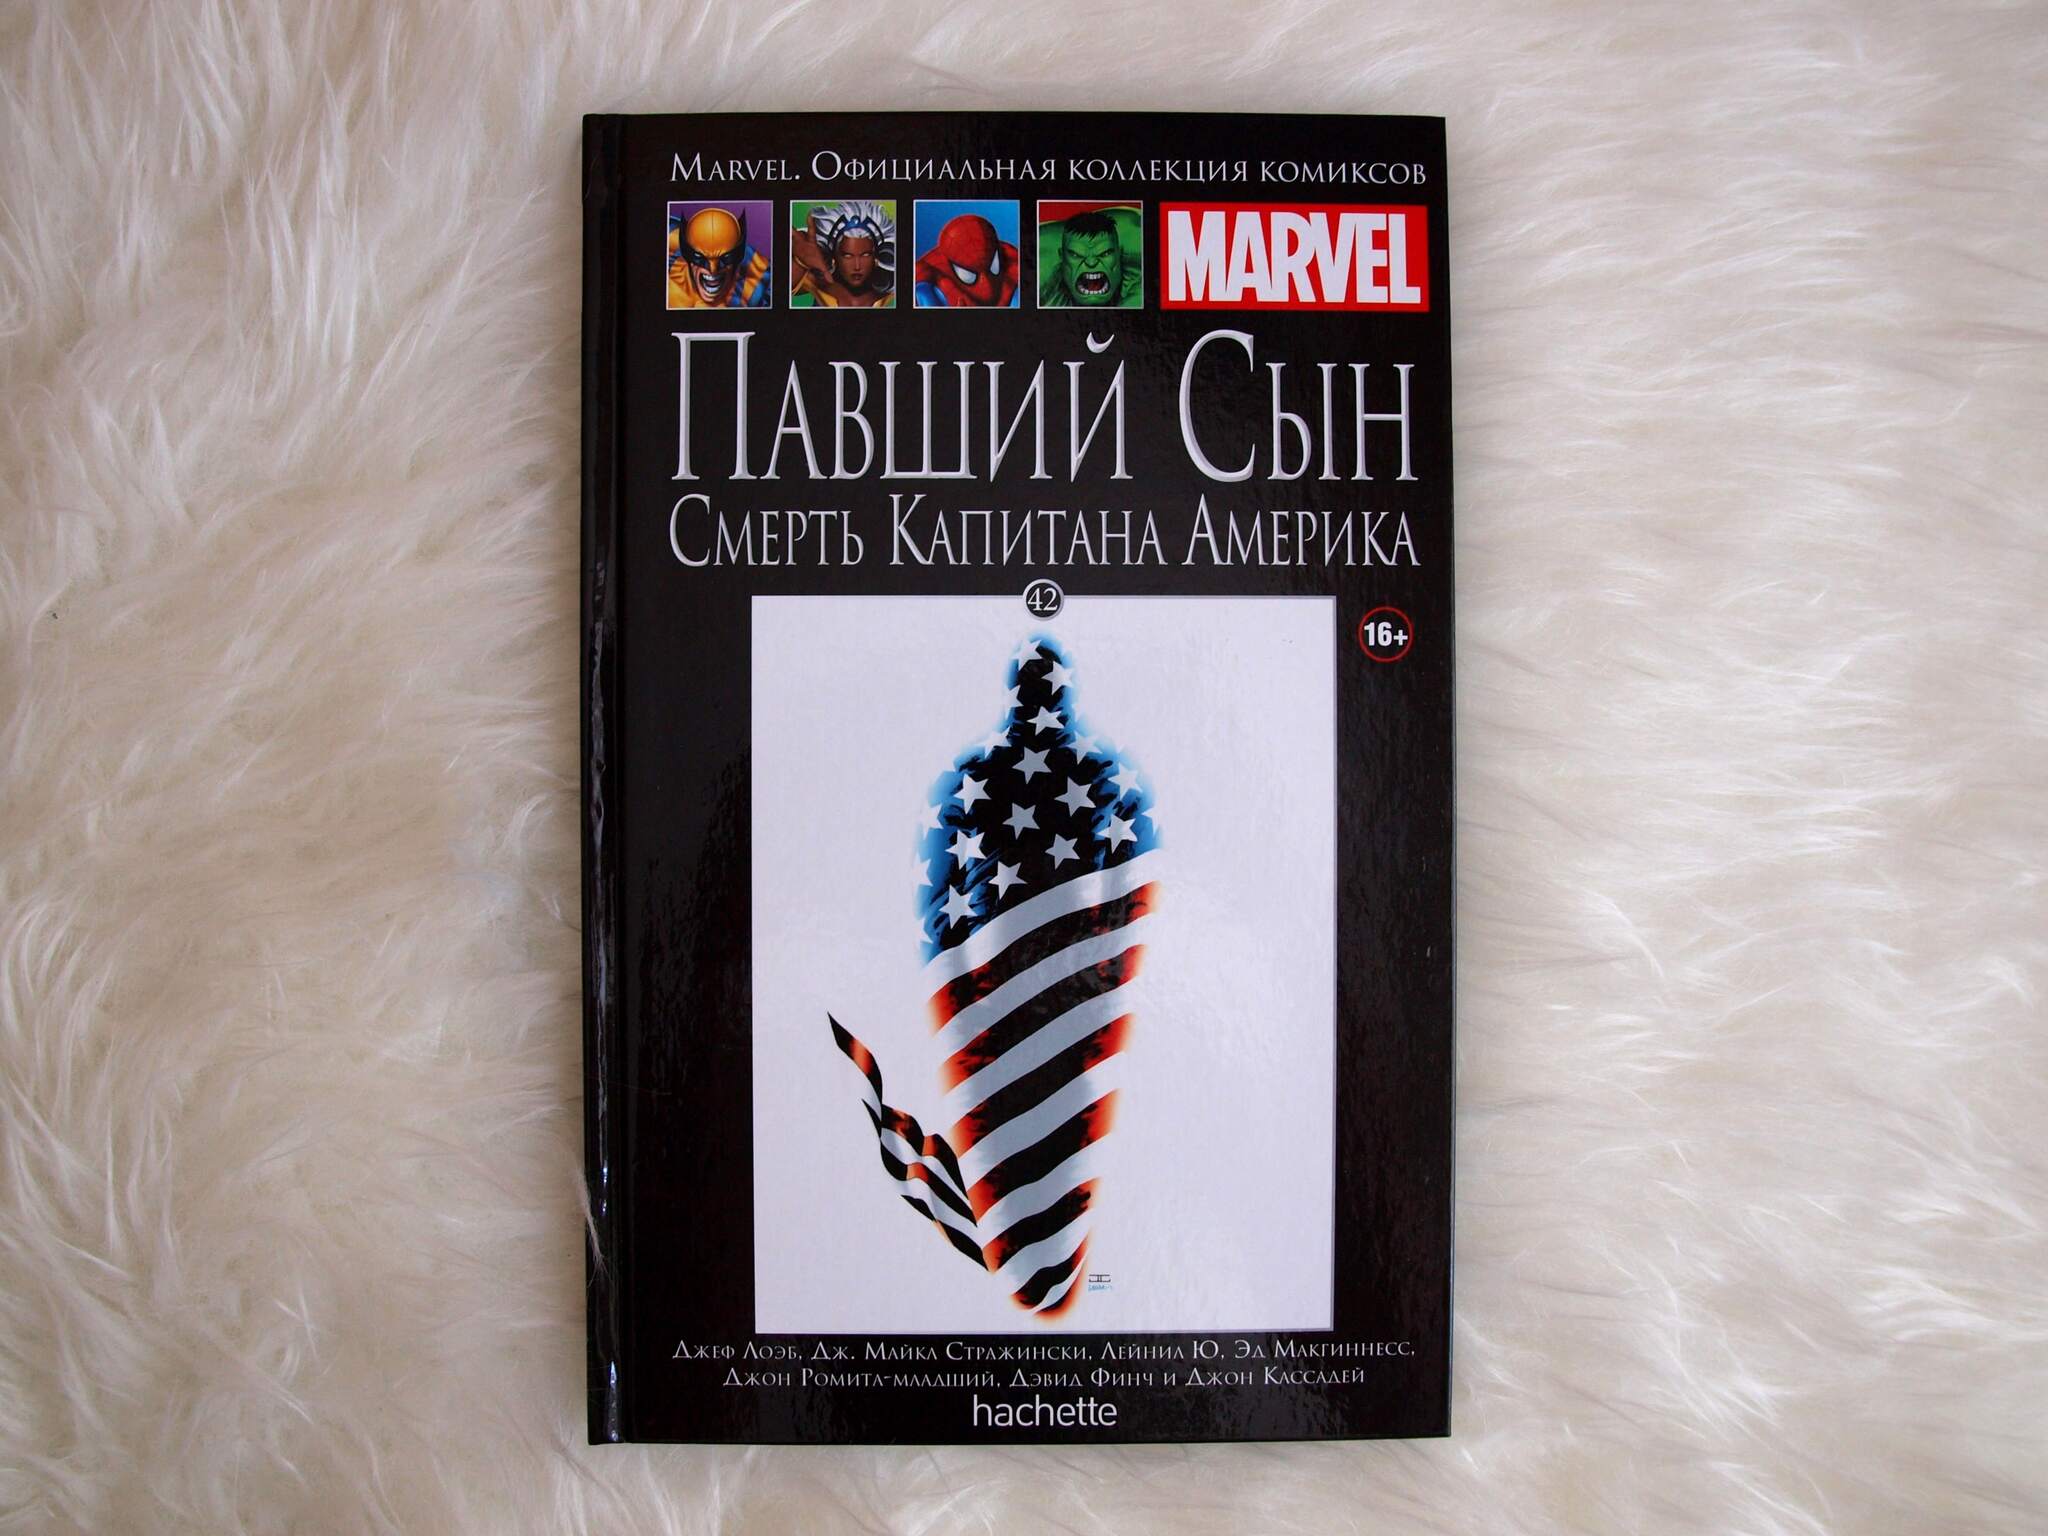 Marvel. Официальная коллекция комиксов
MARVEL
Павший Сын
Смерть Капитана Америка
42
16+
Джеф Лоэб, Дж. Майкл Стражински, Лейнил Ю, Эд Макгиннесс,
Джон Ромита-младший, Дэвид Финч и Джон Кассадей
hachette